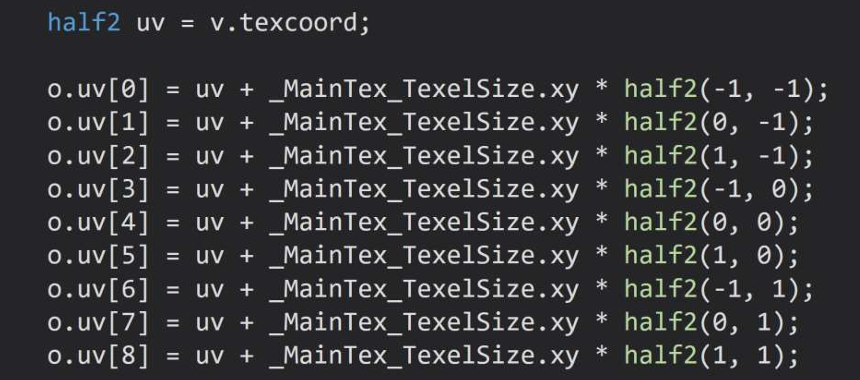 half2 uv = v.texcoord;
o.uv[0] = uv + _MainTex_TexelSize.xy * half2(-1, -1);
o.uv[1] = uv + _MainTex_TexelSize.xy * half2(0, -1);
o.uv[2] = uv + _MainTex_TexelSize.xy * half2(1, -1);
o.uv[3] = uv + _MainTex_TexelSize.xy * half2(-1, 0);
o.uv[4] = uv + _MainTex_TexelSize.xy * half2(0, 0);
o.uv[5] = uv + _MainTex_TexelSize.xy * half2(1, 0);
o.uv[6] = uv + _MainTex_TexelSize.xy * half2(-1, 1);
o.uv[7] = uv + _MainTex_TexelSize.xy * half2(0, 1);
o.uv[8] = uv + _MainTex_TexelSize.xy * half2(1, 1);